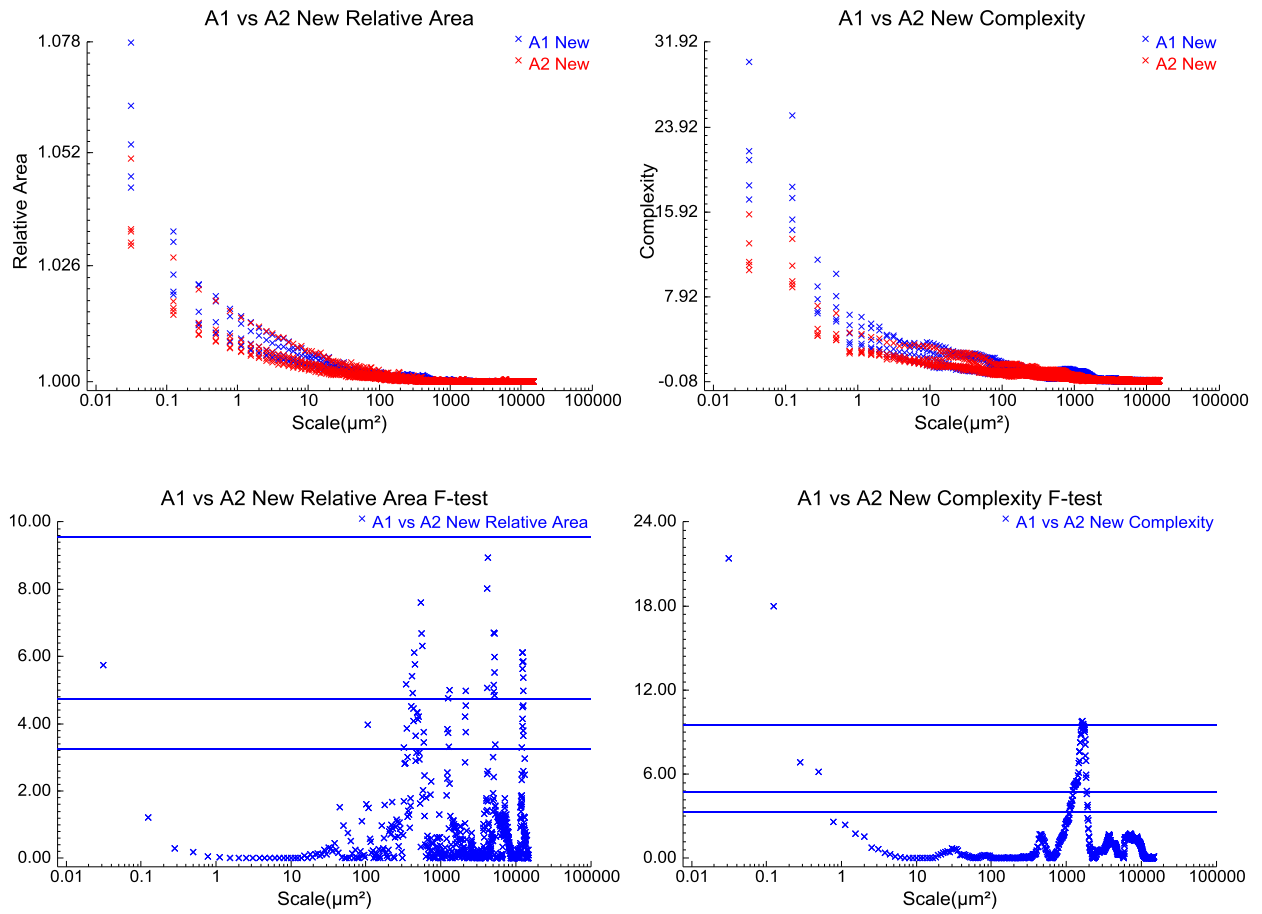 A1 vs A2 New Relative Area
A1 New
A2 New
1.078
1.052
1.026
1.000
Relative Area
0.01 0.1 1 10 100 1000 10000 100000
Scale(µm²)
A1 vs A2 New Complexity
A1 New
A2 New
31.92
23.92
15.92
7.92
-0.08
Complexity
0.01 0.1 1 10 100 1000 10000 100000
Scale(µm²)
A1 vs A2 New Relative Area F-test
A1 vs A2 New Relative Area
10.00
8.00
6.00
4.00
2.00
0.00
0.01 0.1 1 10 100 1000 10000 100000
Scale(µm²)
A1 vs A2 New Complexity F-test
A1 vs A2 New Complexity
24.00
18.00
12.00
6.00
0.00
0.01 0.1 1 10 100 1000 10000 100000
Scale(µm²)